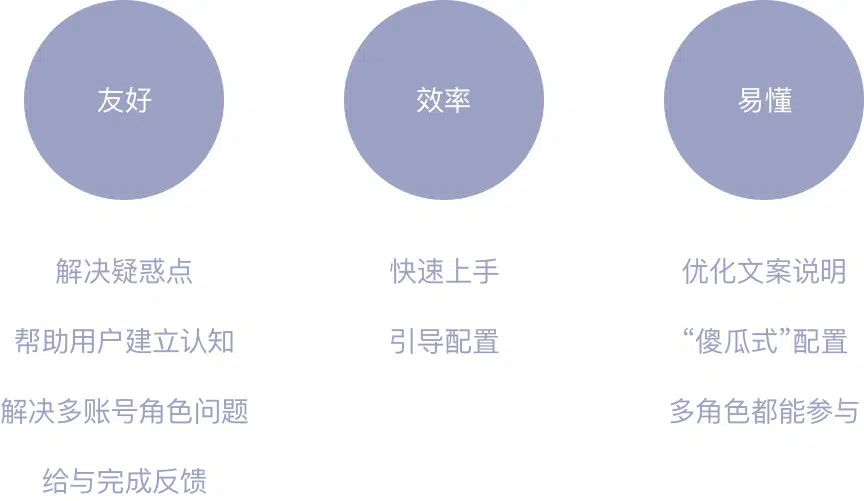 友好
效率
易懂
解决疑惑点
快速上手
优化文案说明
帮助用户建立认知
引导配置
“傻瓜式”配置
解决多账号角色问题
多角色都能参与
给与完成反馈